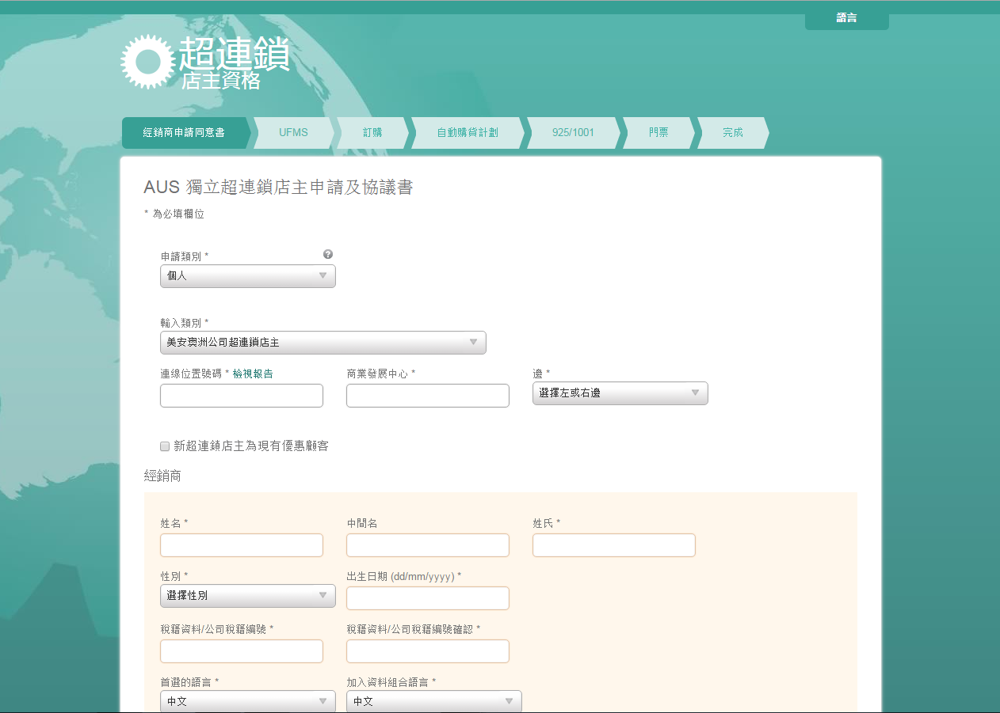 語言
超連鎖
店主資格
經銷商申請同意書 UFMS 訂購 自動購貨計劃 925/1001 門票 完成
AUS 獨立超連鎖店主申請及協議書
* 為必填欄位
申請類別 * ?
個人
輸入類別 *
美安澳洲公司超連鎖店主
連線位置號碼 * 檢視報告 商業發展中心 * 邊 *
選擇左或右邊
新超連鎖店主為現有優惠顧客
經銷商
姓名 * 中間名 姓氏 *
性別 * 出生日期 (dd/mm/yyyy) *
選擇性別
稅籍資料/公司稅籍編號 * 稅籍資料/公司稅籍編號確認 *
首選的語言 * 加入資料組合語言 *
中文 中文